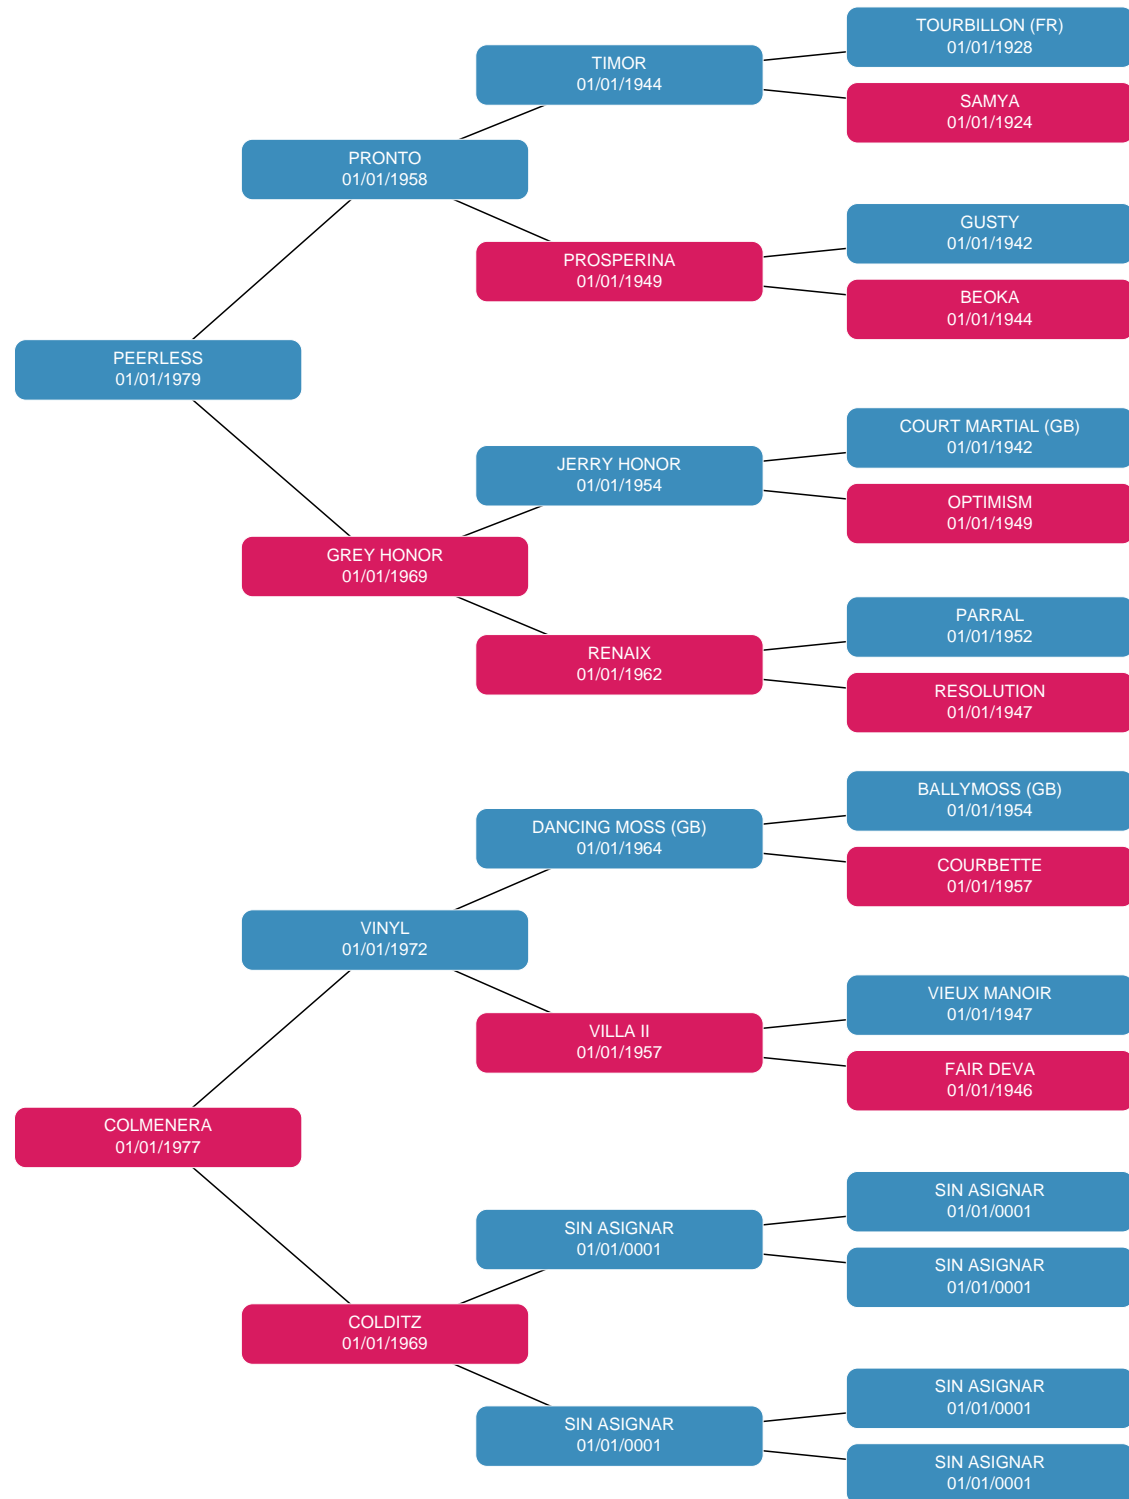 TOURBILLON (FR)
01/01/1928
TIMOR
01/01/1944
SAMYA
01/01/1924
PRONTO
01/01/1958
GUSTY
01/01/1942
PROSPERINA
01/01/1949
BEOKA
01/01/1944
PEERLESS
01/01/1979
COURT MARTIAL (GB)
01/01/1942
JERRY HONOR
01/01/1954
OPTIMISM
01/01/1949
GREY HONOR
01/01/1969
PARRAL
01/01/1952
RENAIX
01/01/1962
RESOLUTION
01/01/1947
BALLYMOSS (GB)
01/01/1954
DANCING MOSS (GB)
01/01/1964
COURBETTE
01/01/1957
VINYL
01/01/1972
VIEUX MANOIR
01/01/1947
VILLA II
01/01/1957
FAIR DEVA
01/01/1946
COLMENERA
01/01/1977
SIN ASIGNAR
01/01/0001
SIN ASIGNAR
01/01/0001
SIN ASIGNAR
01/01/0001
COLDITZ
01/01/1969
SIN ASIGNAR
01/01/0001
SIN ASIGNAR
01/01/0001
SIN ASIGNAR
01/01/0001